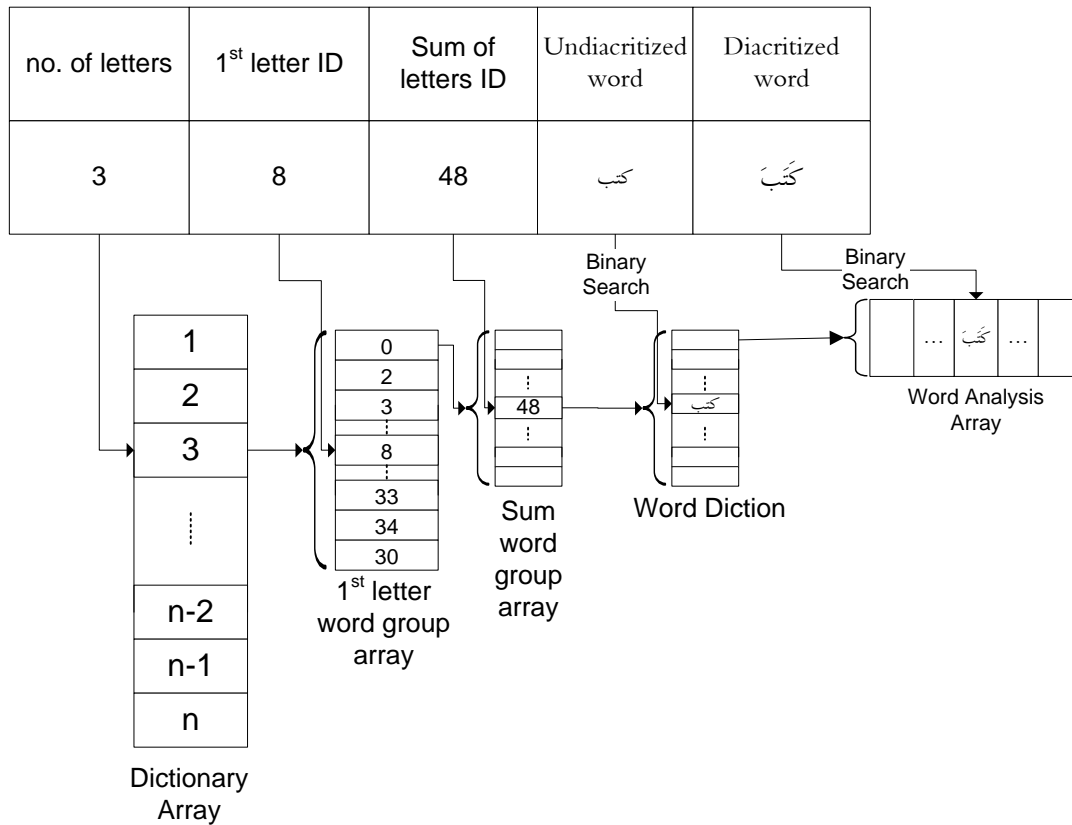 no. of letters
1st letter ID
Sum of
letters ID
Undiacritized
word
Diacritized
word
3
8
48
كتب
كَتَبَ
Binary
Search
Binary
Search
1
2
3
n-2
n-1
n
Dictionary
Array
0
2
3
8
33
34
30
1st letter
word group
array
48
Sum
word
group
array
كتب
Word Diction
... كَتَبَ ...
Word Analysis
Array